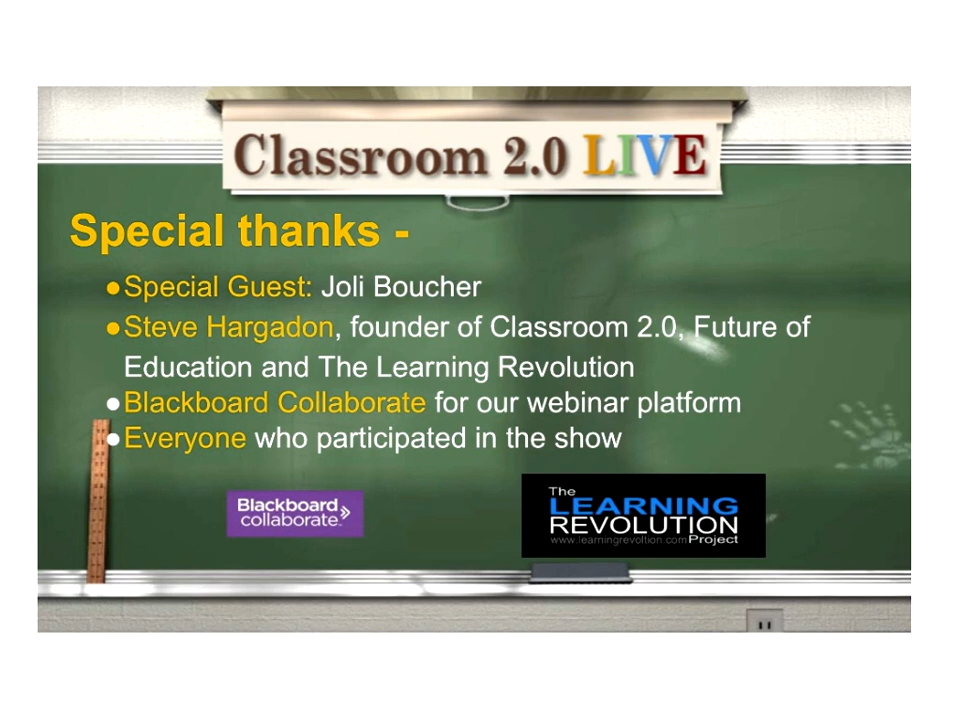 Classroom 2.0 LIVE
Special thanks -
●Special Guest: Joli Boucher
●Steve Hargadon, founder of Classroom 2.0, Future of
Education and The Learning Revolution
●Blackboard Collaborate for our webinar platform
●Everyone who participated in the show
Blackboard
collaborate™
The
LEARNING
REVOLUTION
www.learningrevoltion.com Project